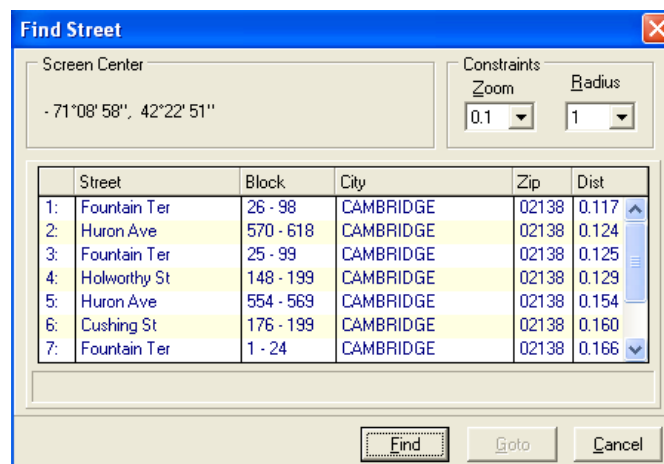 Find Street
Screen Center
Constraints
Zoom
Radius
- 71°08' 58", 42°22' 51"
0.1
1
Street Block City Zip Dist
1: Fountain Ter 26 - 98 CAMBRIDGE 02138 0.117
2: Huron Ave 570 - 618 CAMBRIDGE 02138 0.124
3: Fountain Ter 25 - 99 CAMBRIDGE 02138 0.125
4: Holworthy St 148 - 199 CAMBRIDGE 02138 0.129
5: Huron Ave 554 - 569 CAMBRIDGE 02138 0.154
6: Cushing St 176 - 199 CAMBRIDGE 02138 0.160
7: Fountain Ter 1 - 24 CAMBRIDGE 02138 0.166
Find Goto Cancel